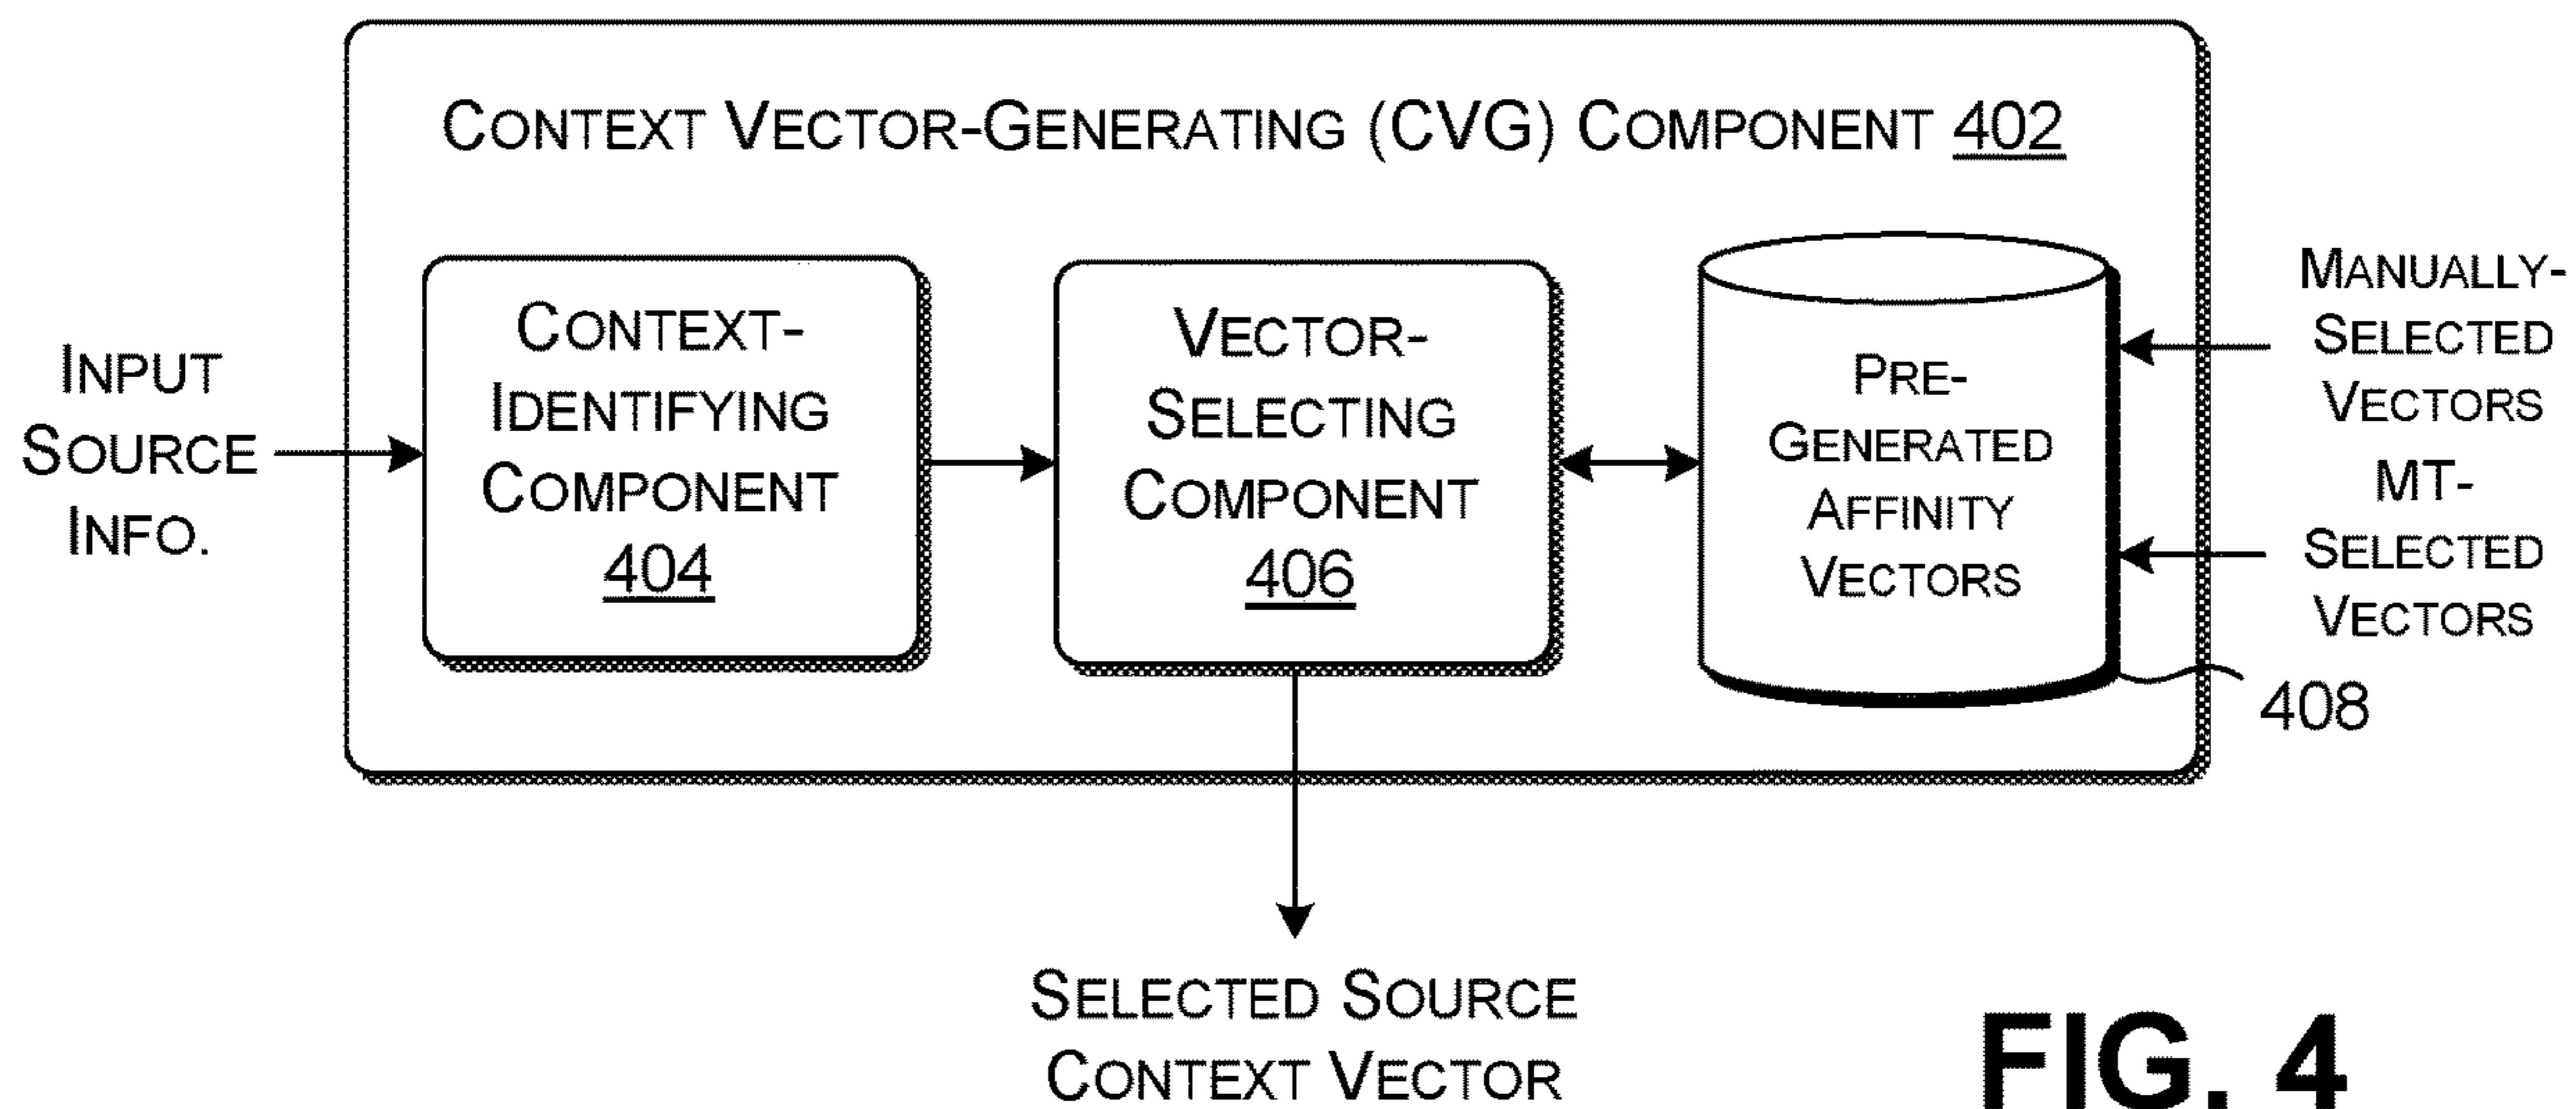 CONTEXT VECTOR-GENERATING (CVG) COMPONENT 402
INPUT
SOURCE
INFO.
CONTEXT-
IDENTIFYING
COMPONENT
404
VECTOR-
SELECTING
COMPONENT
406
PRE-
GENERATED
AFFINITY
VECTORS
MANUALLY-
SELECTED
VECTORS
MT-
SELECTED
VECTORS
408
SELECTED SOURCE
CONTEXT VECTOR
FIG. 4